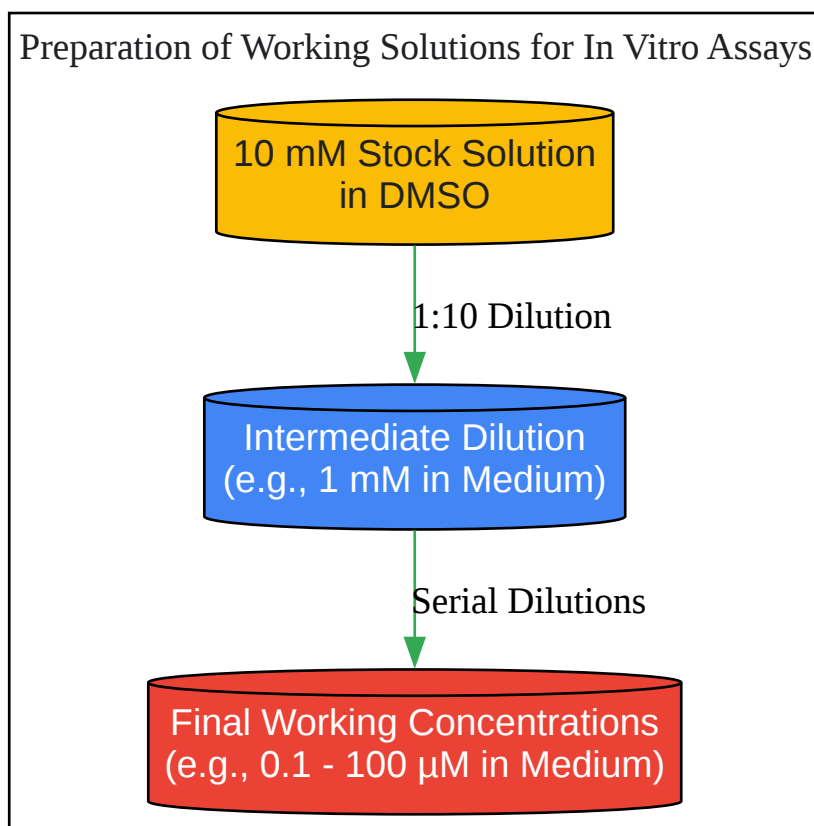 Preparation of Working Solutions for In Vitro Assays
10 mM Stock Solution
in DMSO
1:10 Dilution
Intermediate Dilution
(e.g., 1 mM in Medium)
Serial Dilutions
Final Working Concentrations
(e.g., 0.1 - 100 µM in Medium)